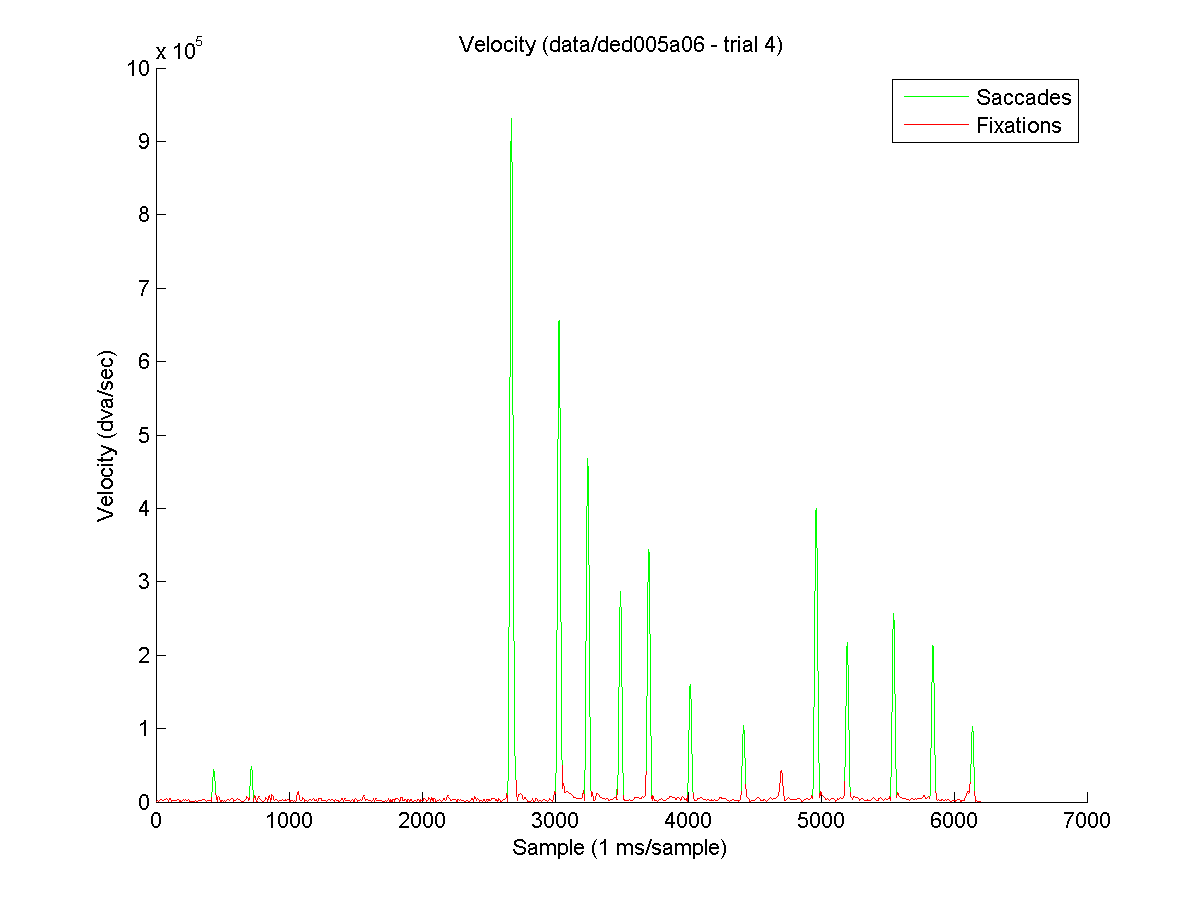 Velocity (data/ded005a06 - trial 4)
x 10^5
Saccades
Fixations
10
9
8
7
6
5
4
3
2
1
0
Velocity (dva/sec)
0 1000 2000 3000 4000 5000 6000 7000
Sample (1 ms/sample)